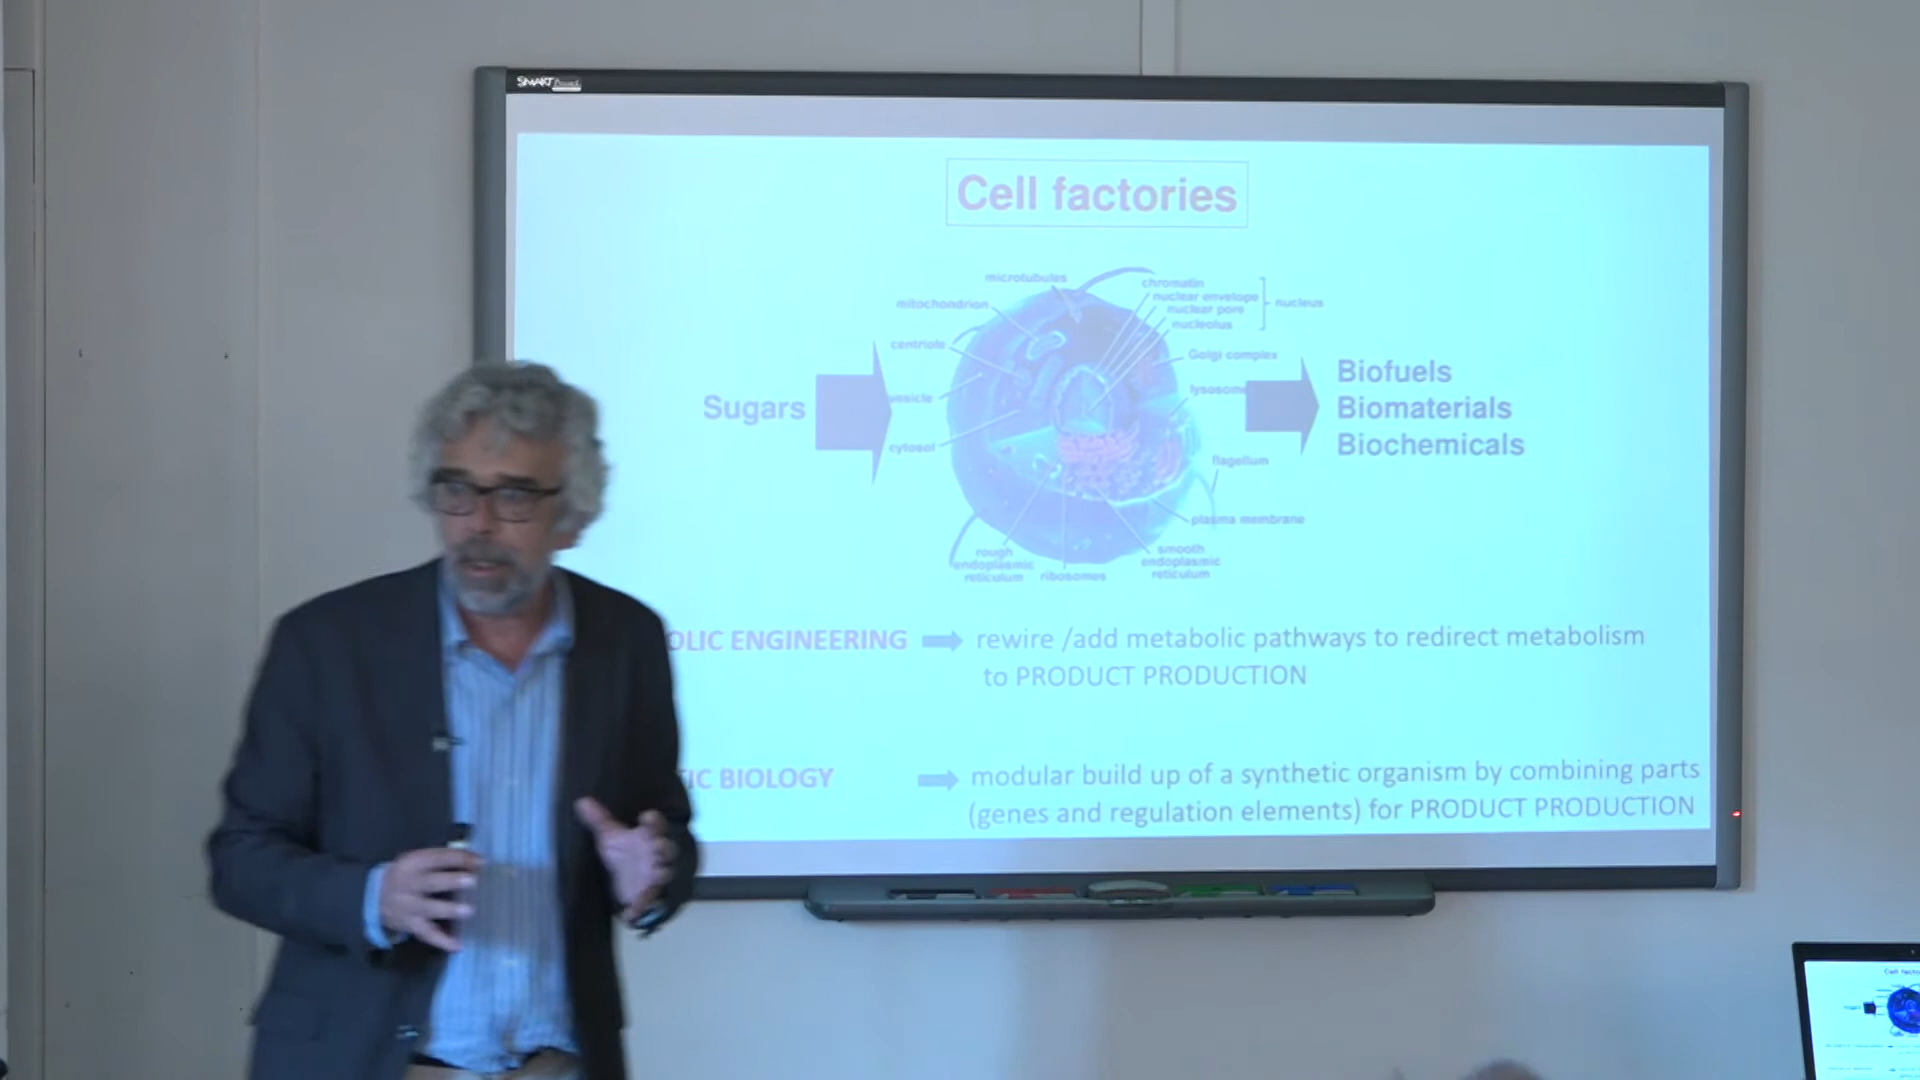 SMART Board
Cell factories
microtubules
mitochondrion
centriole
vesicle
cytosol
chromatin
nuclear envelope
nuclear pore
nucleolus
nucleus
Golgi complex
lysosome
flagellum
plasma membrane
rough
endoplasmic
reticulum
ribosomes
smooth
endoplasmic
reticulum
Sugars
Biofuels
Biomaterials
Biochemicals
OLIC ENGINEERING rewire /add metabolic pathways to redirect metabolism
to PRODUCT PRODUCTION
TIC BIOLOGY modular build up of a synthetic organism by combining parts
(genes and regulation elements) for PRODUCT PRODUCTION
Cell facto